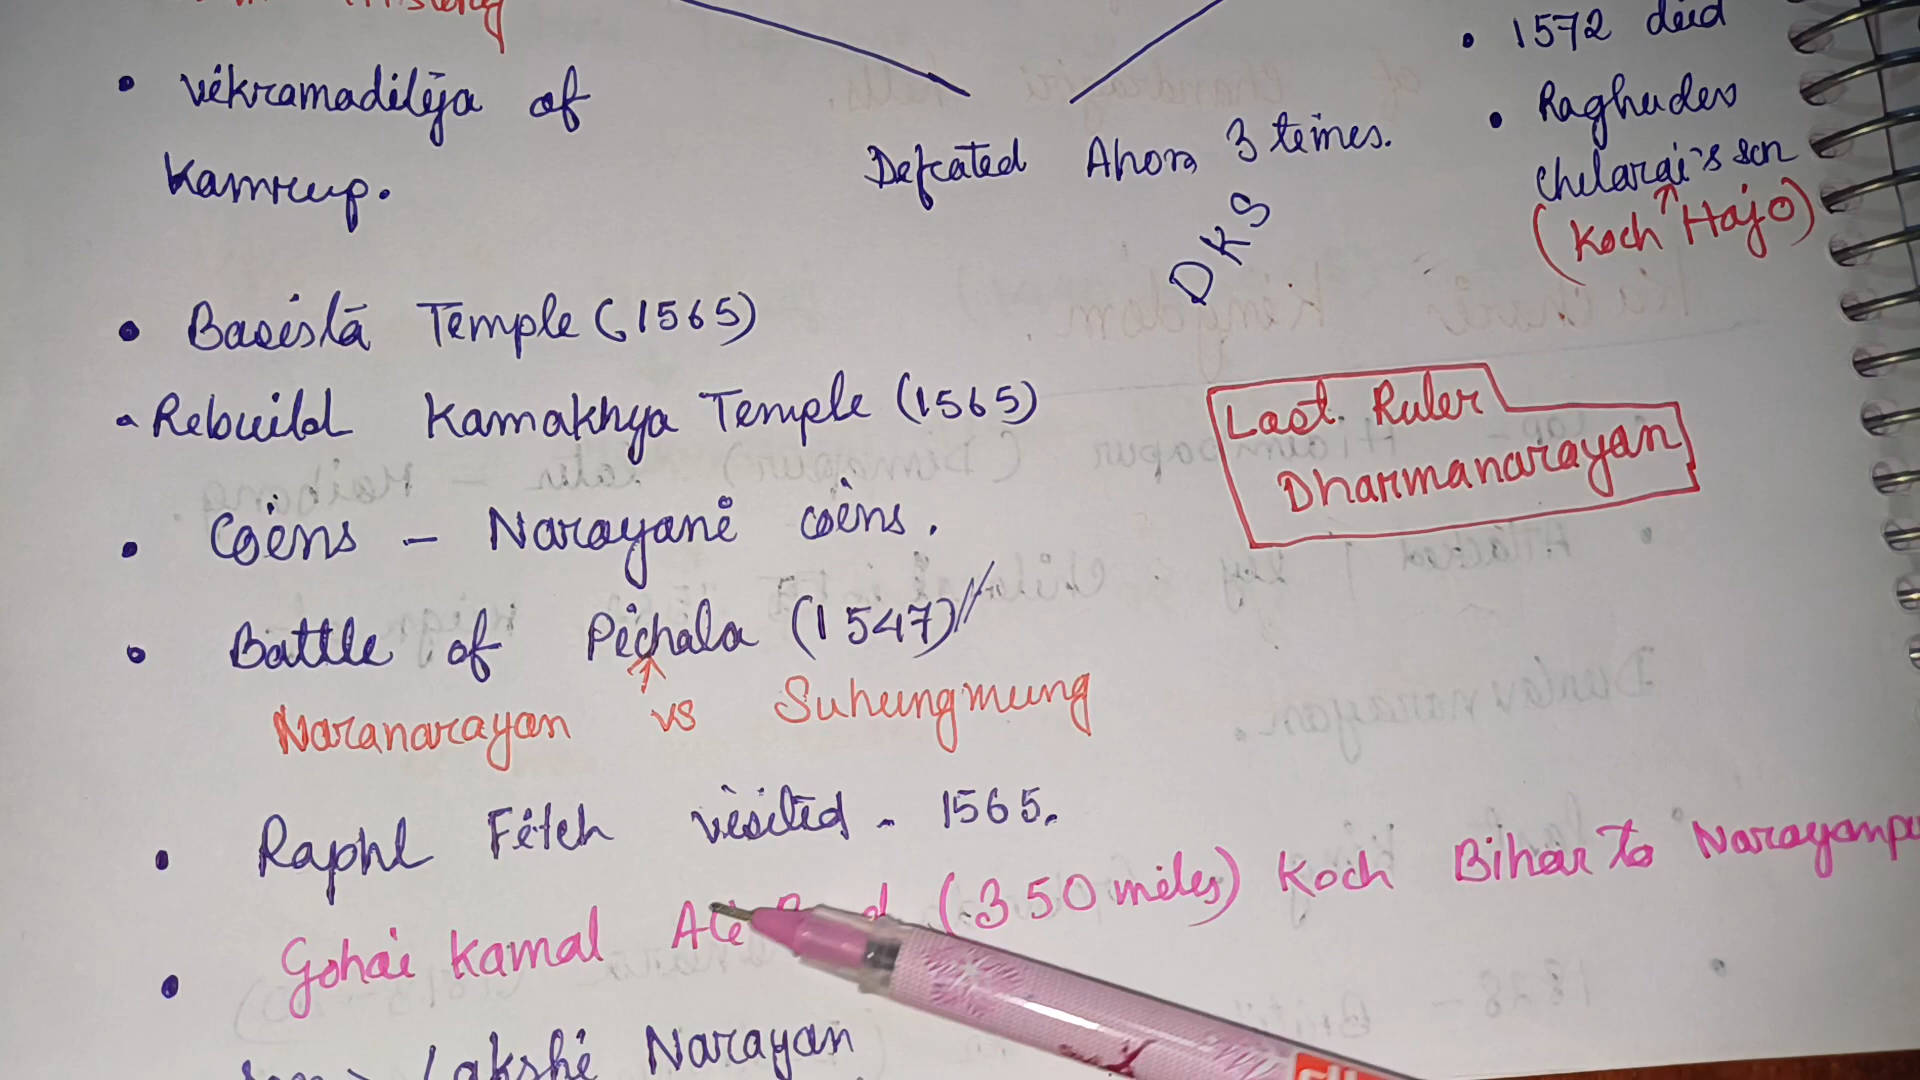 History
• Vikramaditya of
Kamrup.
Defeated Ahom 3 times.
DKS
• 1572 died
• Raghudev
Chilarai's son
(Koch Hajo)
• Basista Temple (1565)
• Rebuild Kamakhya Temple (1565)
• Coins - Narayani coins.
Last Ruler
Dharmanarayan
• Battle of Pichala (1547)//
Naranarayan vs Suhungmung
• Raphl Fitch visited - 1565.
• Gohai Kamal Ali (350 miles) Koch Bihar to
Lakshi Narayan